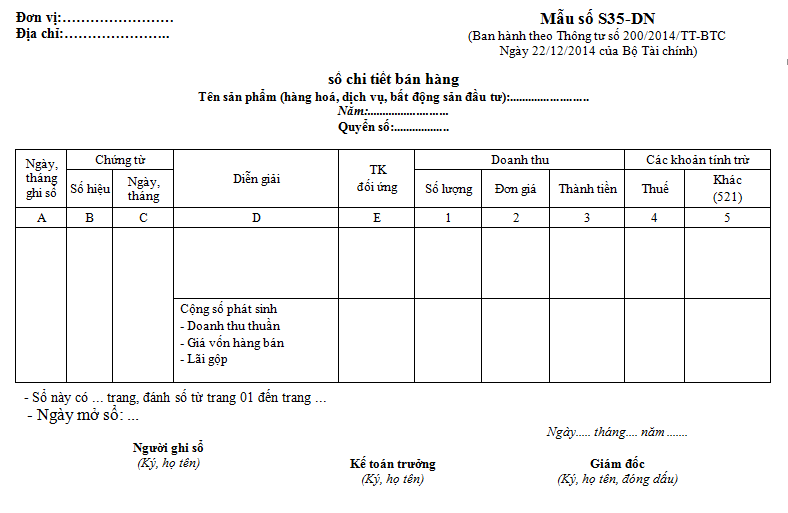 Đơn vị:………………………
Địa chỉ:……………………..
Mẫu số S35-DN
(Ban hành theo Thông tư số 200/2014/TT-BTC
Ngày 22/12/2014 của Bộ Tài chính)
sổ chi tiết bán hàng
Tên sản phẩm (hàng hoá, dịch vụ, bất động sản đầu tư):..........................
Năm:..........................
Quyển số:..................
Ngày, tháng ghi sổ
Chứng từ
Diễn giải
TK đối ứng
Doanh thu
Các khoản tính trừ
Số hiệu
Ngày, tháng
Số lượng
Đơn giá
Thành tiền
Thuế
Khác (521)
A B C D E 1 2 3 4 5
Cộng số phát sinh
- Doanh thu thuần
- Giá vốn hàng bán
- Lãi gộp
- Sổ này có ... trang, đánh số từ trang 01 đến trang ...
- Ngày mở sổ: ...
Ngày..... tháng.... năm .......
Người ghi sổ
(Ký, họ tên)
Kế toán trưởng
(Ký, họ tên)
Giám đốc
(Ký, họ tên, đóng dấu)